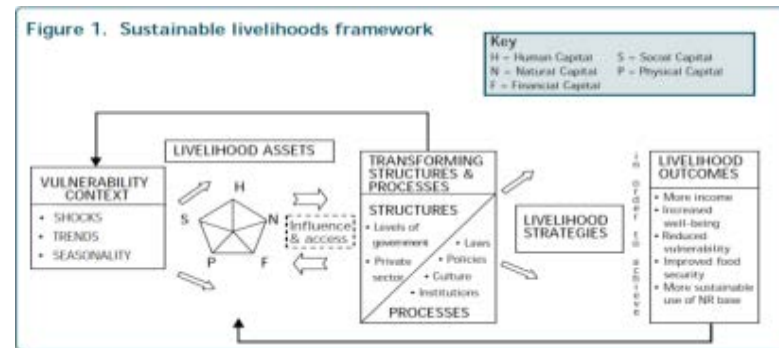 Figure 1. Sustainable livelihoods framework
Key
H = Human Capital S = Social Capital
N = Natural Capital P = Physical Capital
F = Financial Capital
LIVELIHOOD ASSETS
VULNERABILITY
CONTEXT
• SHOCKS
• TRENDS
• SEASONALITY
H
S
N
P
F
Influence
& access
TRANSFORMING
STRUCTURES &
PROCESSES
STRUCTURES
• Levels of
government
• Private
sector
• Laws
• Policies
• Culture
• Institutions
PROCESSES
LIVELIHOOD
STRATEGIES
in order to achieve
LIVELIHOOD
OUTCOMES
• More income
• Increased
well-being
• Reduced
vulnerability
• Improved food
security
• More sustainable
use of NR base